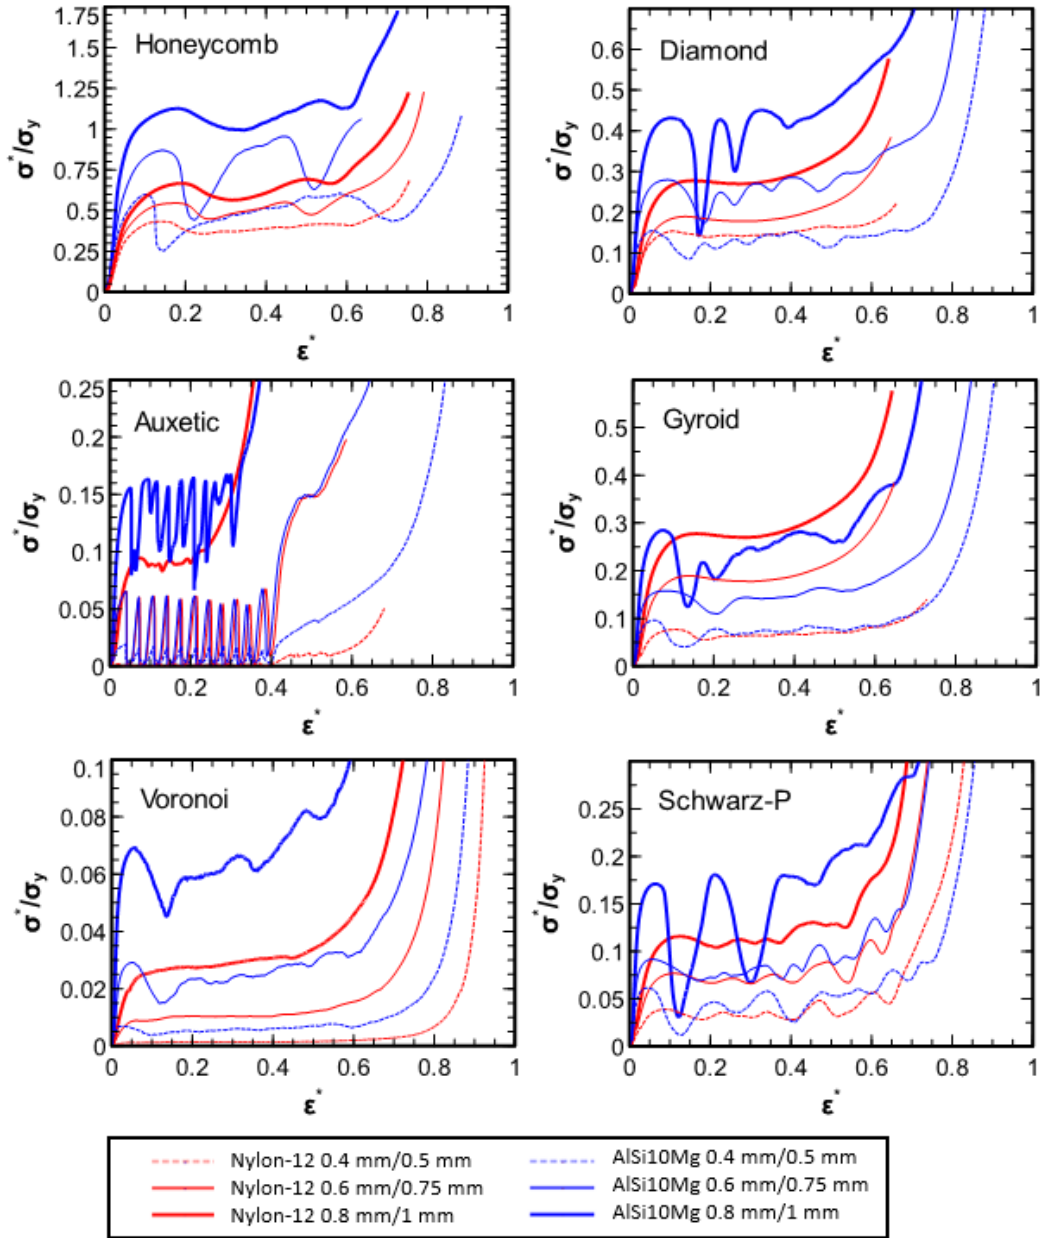 Honeycomb
1.75
1.5
1.25
1
0.75
0.5
0.25
0
0 0.2 0.4 0.6 0.8 1
σ*/σy
ε*
Diamond
0.6
0.5
0.4
0.3
0.2
0.1
0
0 0.2 0.4 0.6 0.8 1
σ*/σy
ε*
Auxetic
0.25
0.2
0.15
0.1
0.05
0
0 0.2 0.4 0.6 0.8 1
σ*/σy
ε*
Gyroid
0.5
0.4
0.3
0.2
0.1
0
0 0.2 0.4 0.6 0.8 1
σ*/σy
ε*
Voronoi
0.1
0.08
0.06
0.04
0.02
0
0 0.2 0.4 0.6 0.8 1
σ*/σy
ε*
Schwarz-P
0.25
0.2
0.15
0.1
0.05
0
0 0.2 0.4 0.6 0.8 1
σ*/σy
ε*
Nylon-12 0.4 mm/0.5 mm
Nylon-12 0.6 mm/0.75 mm
Nylon-12 0.8 mm/1 mm
AlSi10Mg 0.4 mm/0.5 mm
AlSi10Mg 0.6 mm/0.75 mm
AlSi10Mg 0.8 mm/1 mm